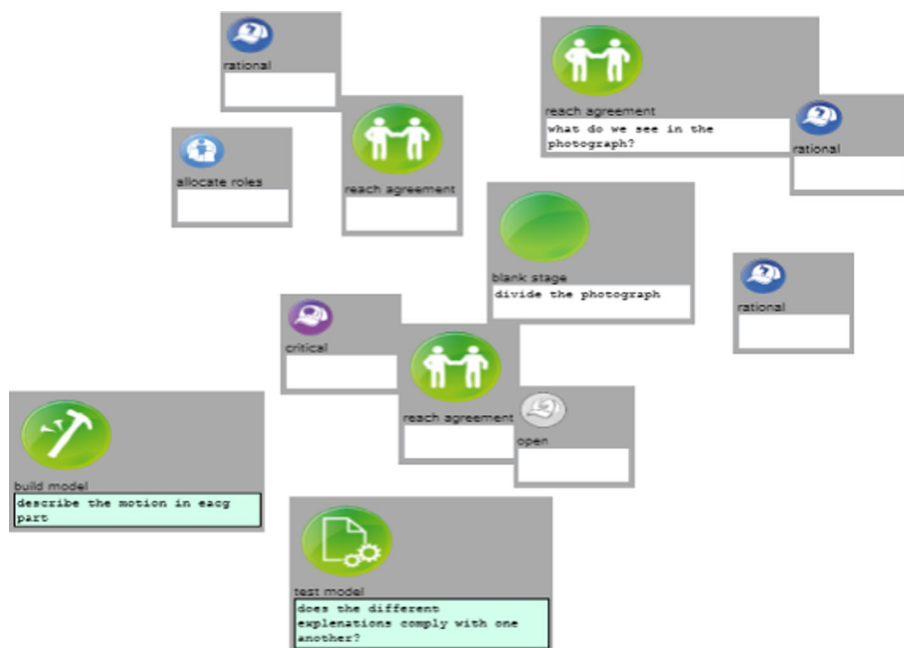 rational
reach agreement
what do we see in the
photograph?
rational
allocate roles
reach agreement
blank stage
divide the photograph
rational
critical
reach agreement
open
build model
describe the motion in eacg
part
test model
does the different
explenations comply with one
another?